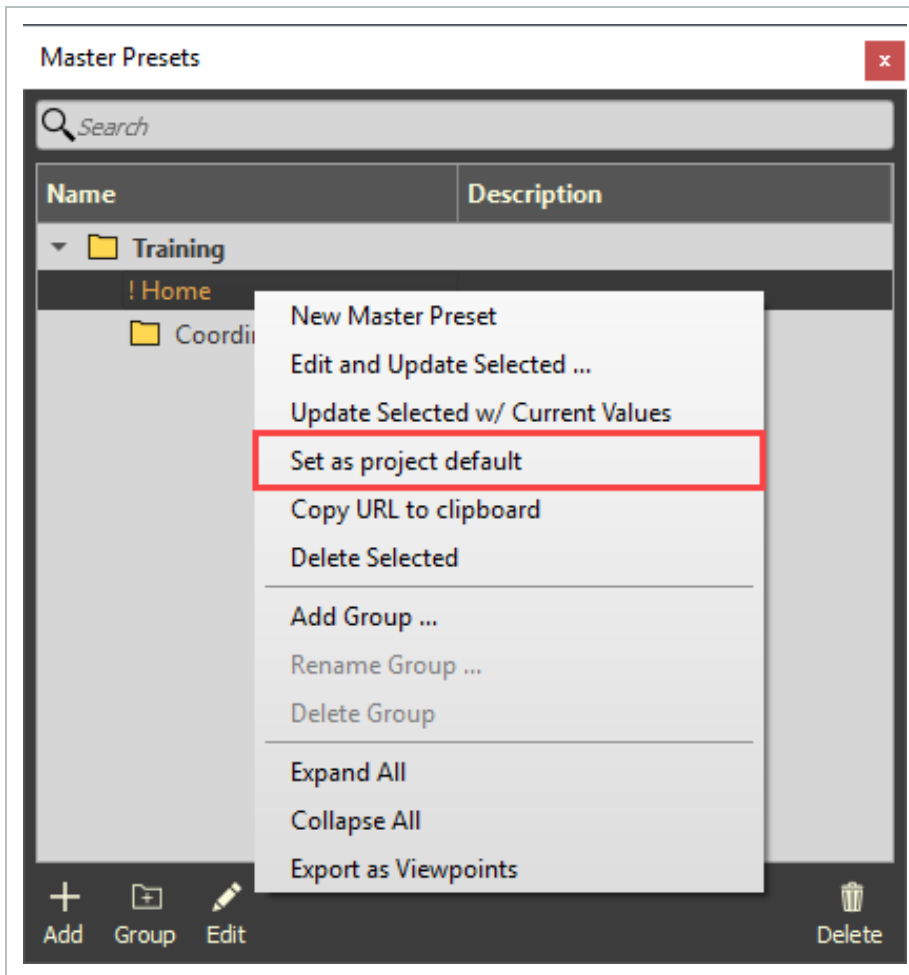 Master Presets
x
Search
Name Description
Training
! Home
New Master Preset
Edit and Update Selected ...
Update Selected w/ Current Values
Set as project default
Copy URL to clipboard
Delete Selected
Add Group ...
Rename Group ...
Delete Group
Expand All
Collapse All
Export as Viewpoints
Add Group Edit Delete